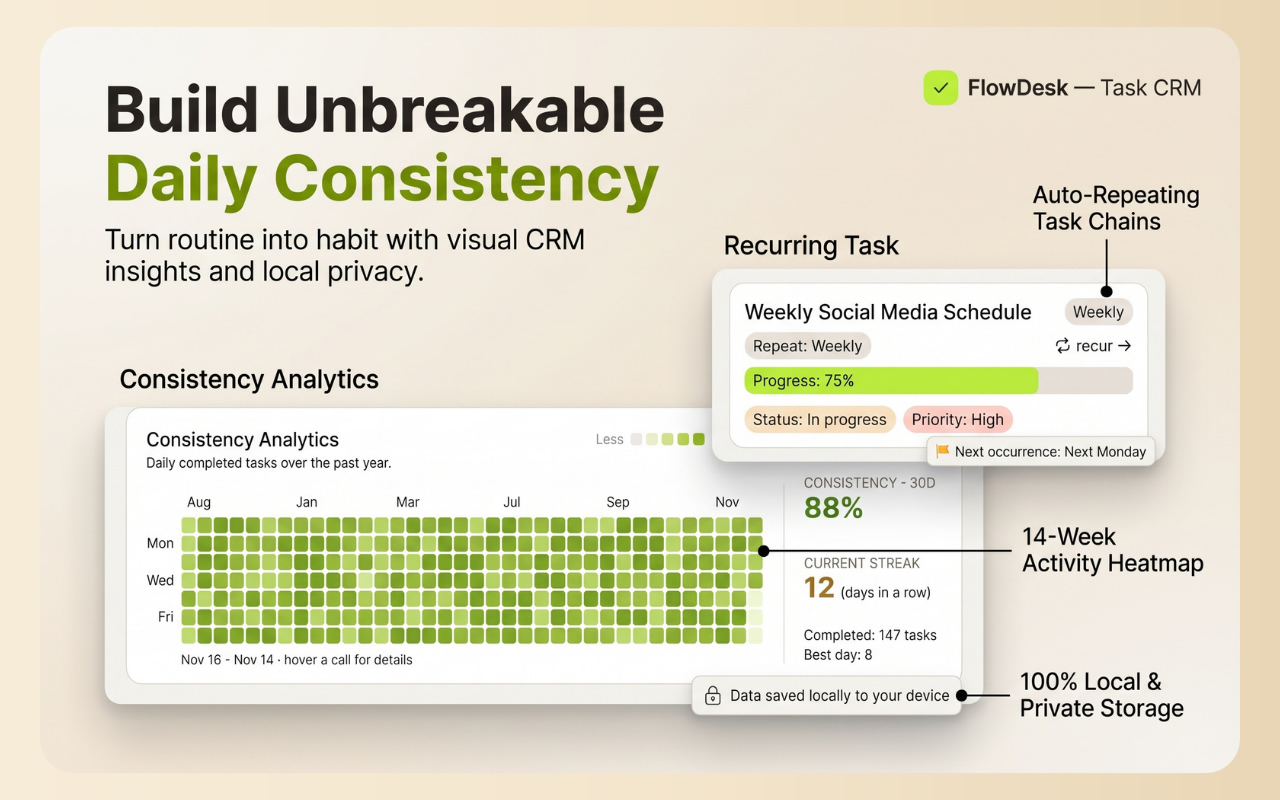 Build Unbreakable
Daily Consistency
Turn routine into habit with visual CRM
insights and local privacy.
FlowDesk — Task CRM
Auto-Repeating
Task Chains
Recurring Task
Weekly Social Media Schedule
Weekly
Repeat: Weekly
recur →
Progress: 75%
Status: In progress
Priority: High
Next occurrence: Next Monday
Consistency Analytics
Consistency Analytics
Less
Daily completed tasks over the past year.
Aug Jan Mar Jul Sep Nov
Mon
Wed
Fri
Nov 16 - Nov 14 · hover a call for details
CONSISTENCY - 30D
88%
CURRENT STREAK
12 (days in a row)
Completed: 147 tasks
Best day: 8
14-Week
Activity Heatmap
Data saved locally to your device
100% Local &
Private Storage